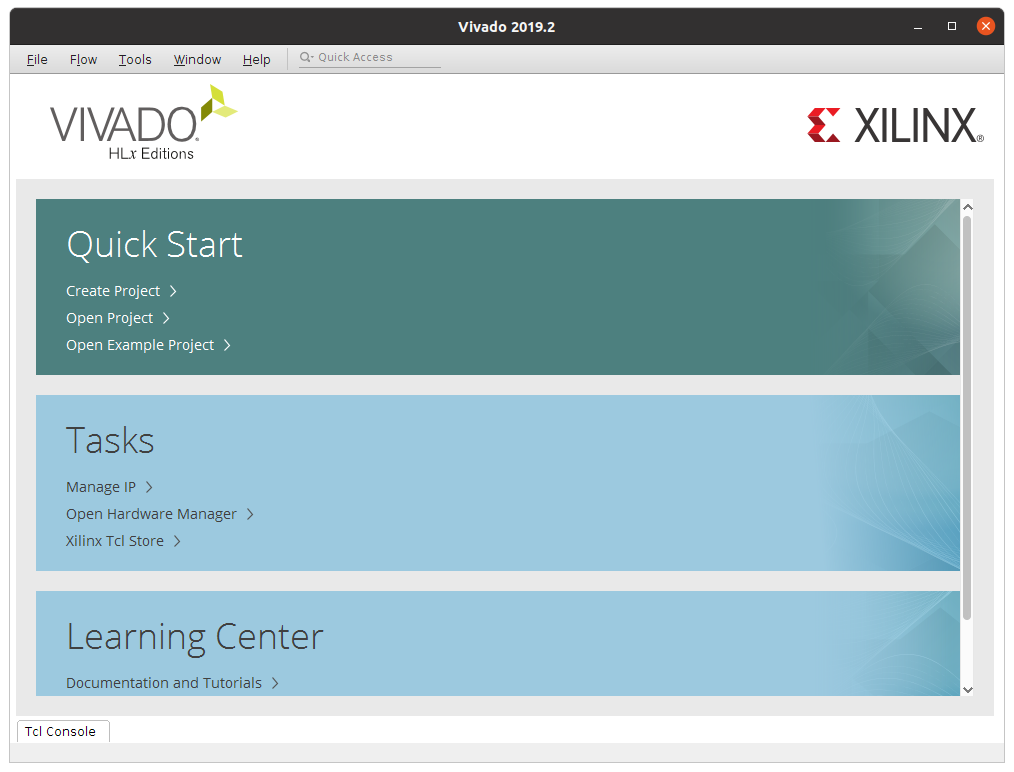 Vivado 2019.2
File Flow Tools Window Help Quick Access
VIVADO.
HLx Editions
XILINX®
Quick Start
Create Project
Open Project
Open Example Project
Tasks
Manage IP
Open Hardware Manager
Xilinx Tcl Store
Learning Center
Documentation and Tutorials
Tcl Console